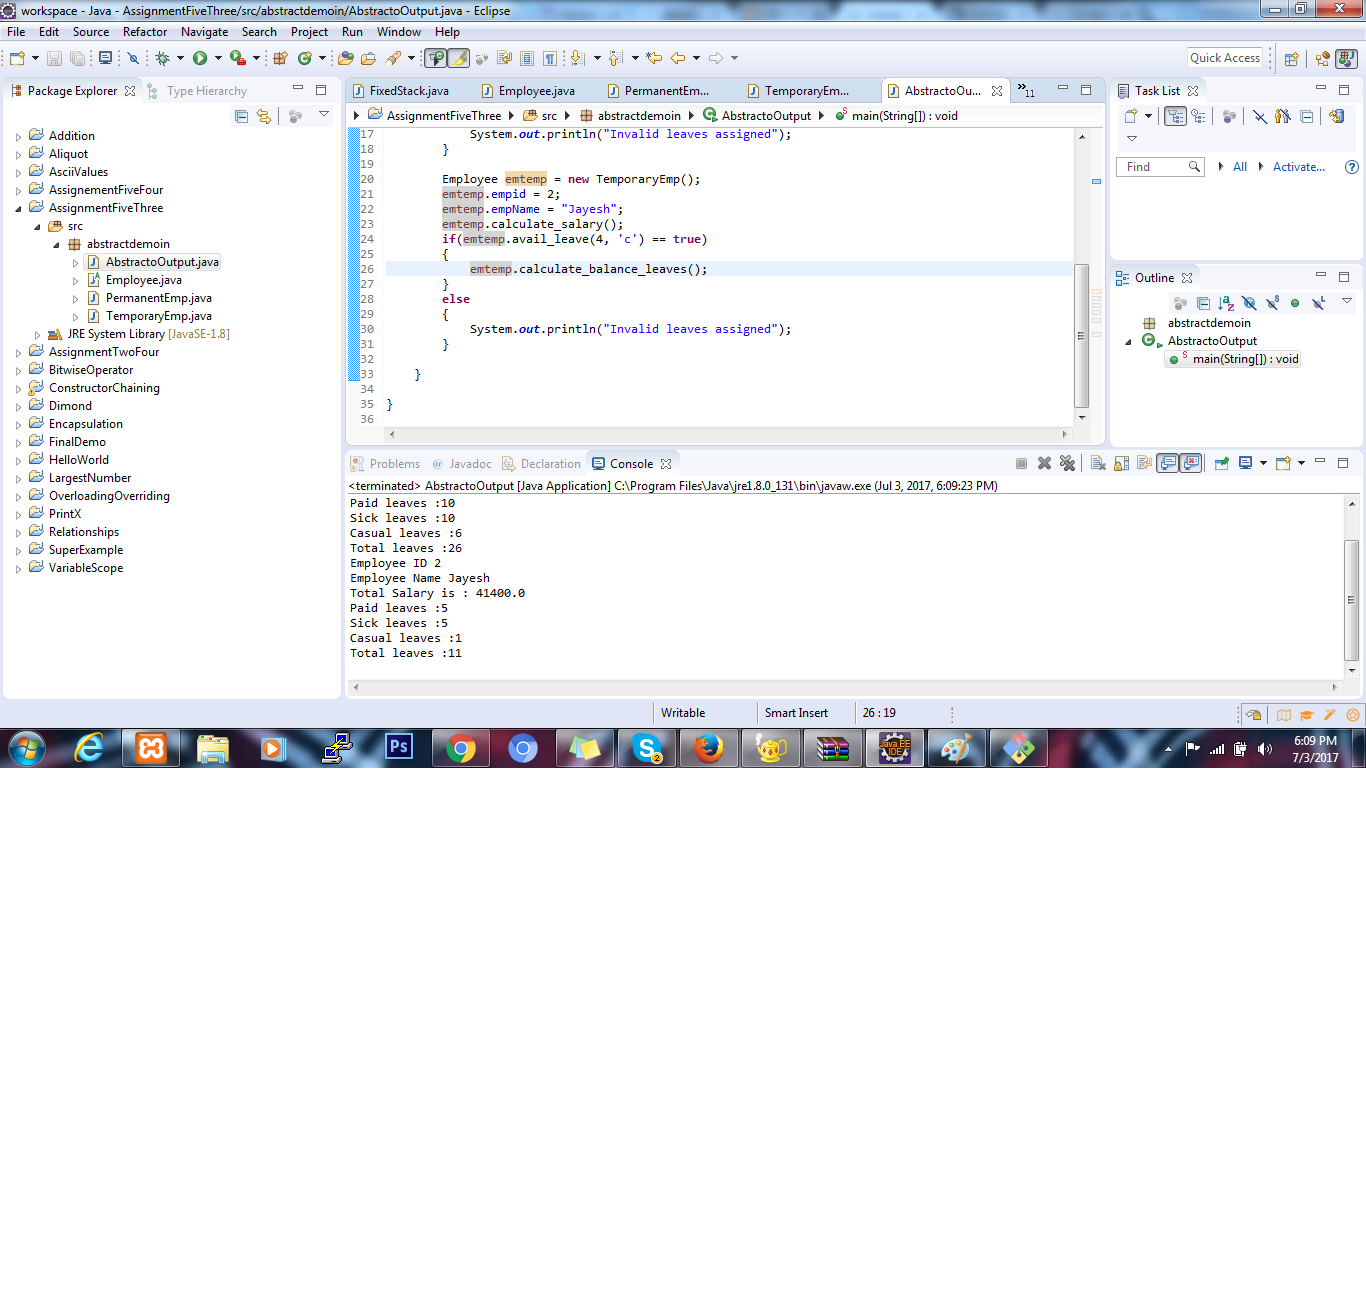 workspace - Java - AssignmentFiveThree/src/abstractdemoin/AbstractoOutput.java - Eclipse
File Edit Source Refactor Navigate Search Project Run Window Help
Quick Access
Package Explorer
Type Hierarchy
Addition
Aliquot
AsciiValues
AssignementFiveFour
AssignmentFiveThree
src
abstractdemoin
AbstractoOutput.java
Employee.java
PermanentEmp.java
TemporaryEmp.java
JRE System Library [JavaSE-1.8]
AssignmentTwoFour
BitwiseOperator
ConstructorChaining
Dimond
Encapsulation
FinalDemo
HelloWorld
LargestNumber
OverloadingOverriding
PrintX
Relationships
SuperExample
VariableScope
FixedStack.java Employee.java PermanentEm... TemporaryEm... AbstractoOu... »11
AssignmentFiveThree src abstractdemoin AbstractoOutput main(String[]) : void
17 System.out.println("Invalid leaves assigned");
18 }
19
20 Employee emtemp = new TemporaryEmp();
21 emtemp.empid = 2;
22 emtemp.empName = "Jayesh";
23 emtemp.calculate_salary();
24 if(emtemp.avail_leave(4, 'c') == true)
25 {
26 emtemp.calculate_balance_leaves();
27 }
28 else
29 {
30 System.out.println("Invalid leaves assigned");
31 }
32
33 }
34
35 }
36
Task List
Find All Activate...
Outline
abstractdemoin
AbstractoOutput
main(String[]) : void
Problems Javadoc Declaration Console
<terminated> AbstractoOutput [Java Application] C:\Program Files\Java\jre1.8.0_131\bin\javaw.exe (Jul 3, 2017, 6:09:23 PM)
Paid leaves :10
Sick leaves :10
Casual leaves :6
Total leaves :26
Employee ID 2
Employee Name Jayesh
Total Salary is : 41400.0
Paid leaves :5
Sick leaves :5
Casual leaves :1
Total leaves :11
Writable Smart Insert 26 : 19
Ps
2
Java EE
IDE
6:09 PM
7/3/2017